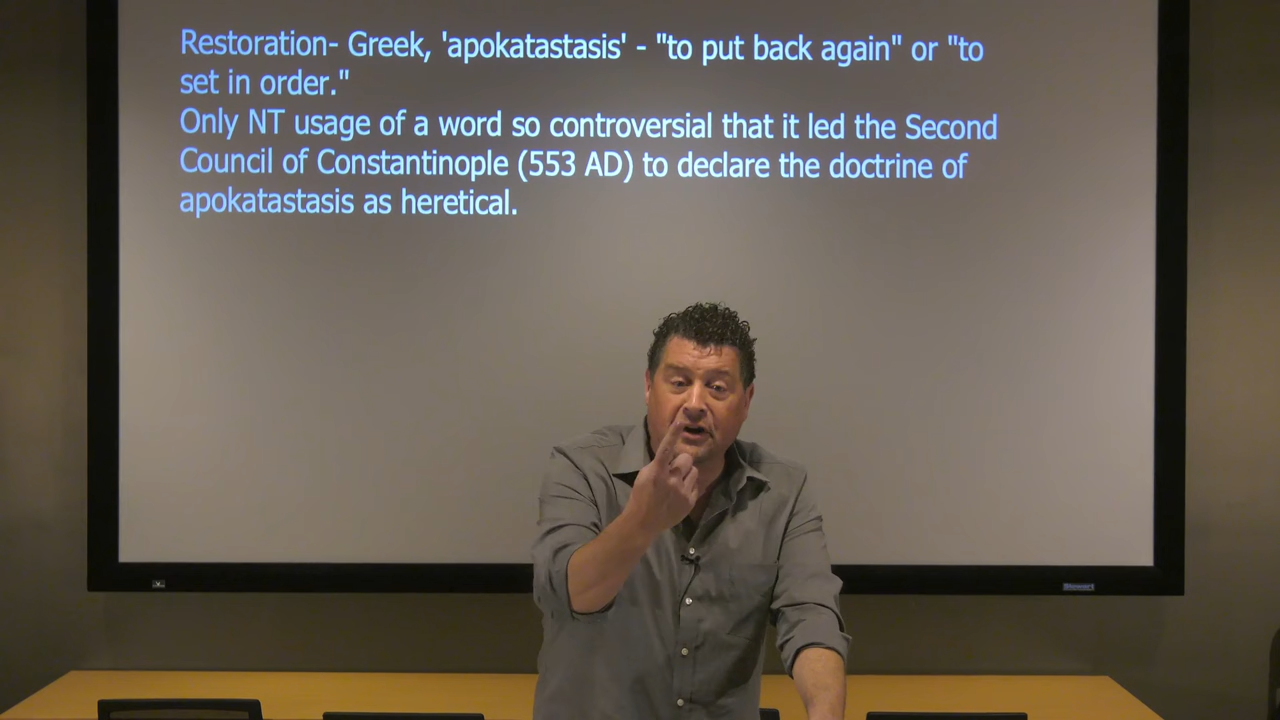 Restoration- Greek, 'apokatastasis' - "to put back again" or "to
set in order."
Only NT usage of a word so controversial that it led the Second
Council of Constantinople (553 AD) to declare the doctrine of
apokatastasis as heretical.